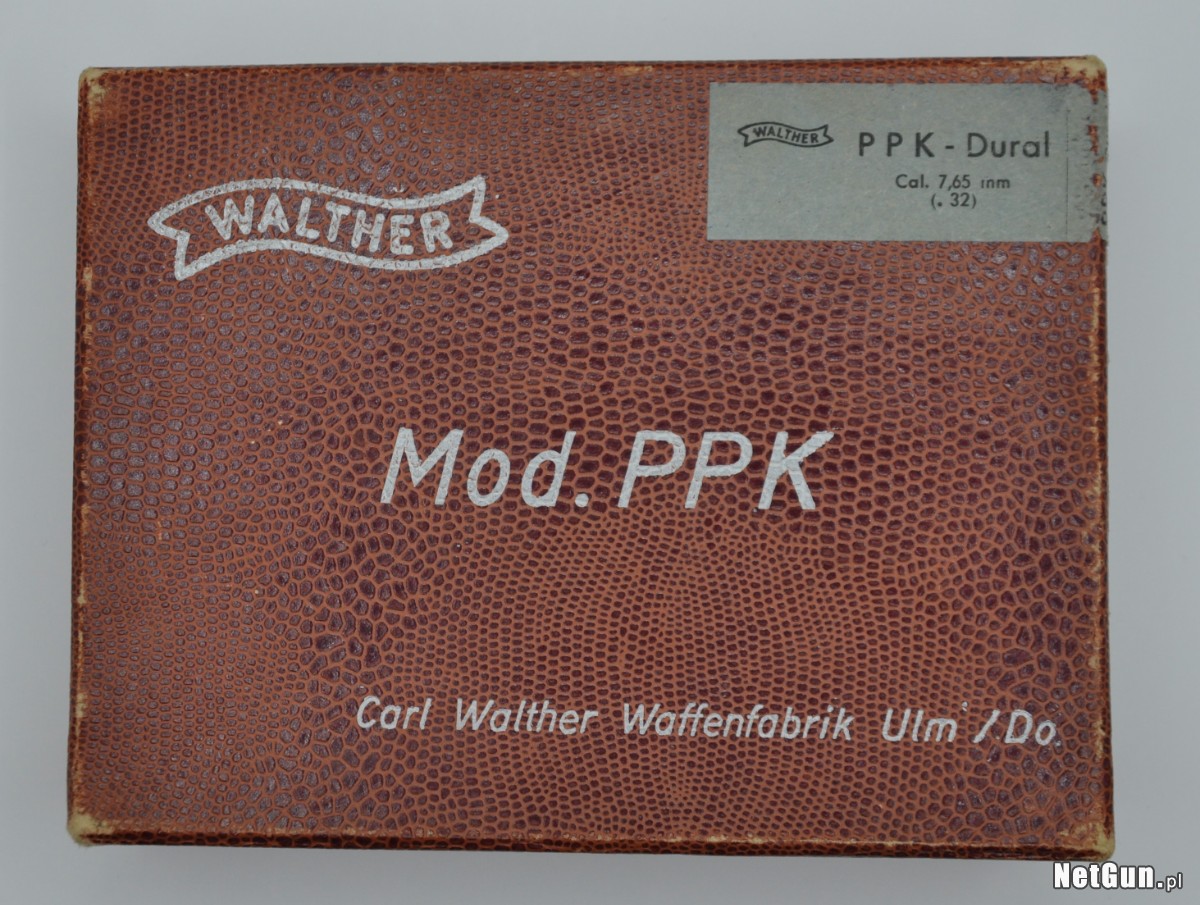 WALTHER
WALTHER PPK - Dural
Cal. 7,65 mm
(. 32)
Mod. PPK
Carl Walther Waffenfabrik Ulm /Do.
NetGun.pl